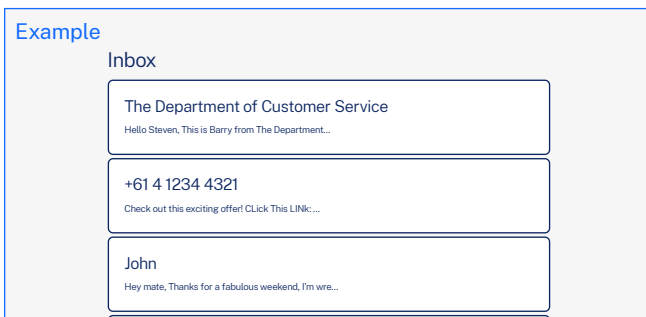 Example
Inbox
The Department of Customer Service
Hello Steven, This is Barry from The Department...
+61 4 1234 4321
Check out this exciting offer! CLick This LINk: ...
John
Hey mate, Thanks for a fabulous weekend, I'm wre...